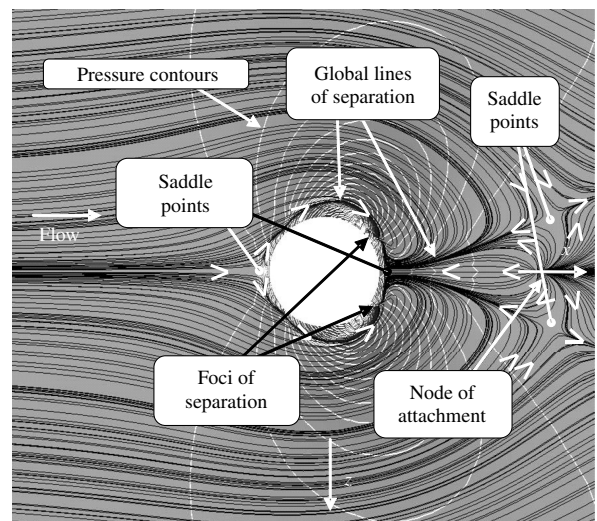 Pressure contours
Global lines
of separation
Saddle
points
Saddle
points
Flow
x
z
Foci of
separation
Node of
attachment